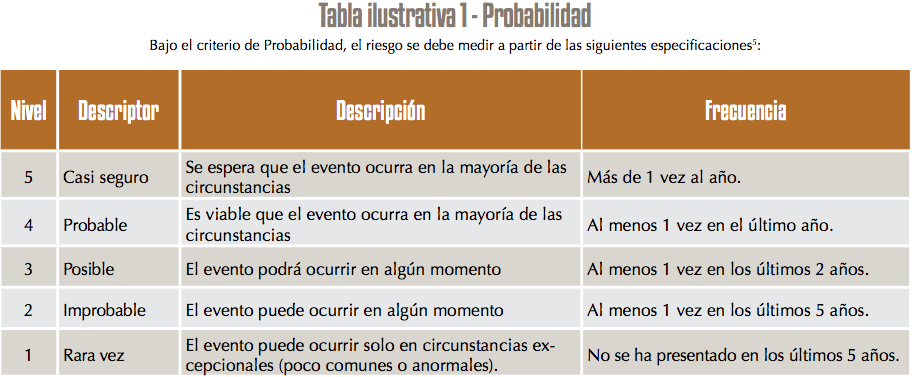 Tabla ilustrativa 1 - Probabilidad
Bajo el criterio de Probabilidad, el riesgo se debe medir a partir de las siguientes especificaciones⁵:
Nivel Descriptor Descripción Frecuencia
5 Casi seguro Se espera que el evento ocurra en la mayoría de las circunstancias Más de 1 vez al año.
4 Probable Es viable que el evento ocurra en la mayoría de las circunstancias Al menos 1 vez en el último año.
3 Posible El evento podrá ocurrir en algún momento Al menos 1 vez en los últimos 2 años.
2 Improbable El evento puede ocurrir en algún momento Al menos 1 vez en los últimos 5 años.
1 Rara vez El evento puede ocurrir solo en circunstancias ex-
cepcionales (poco comunes o anormales). No se ha presentado en los últimos 5 años.